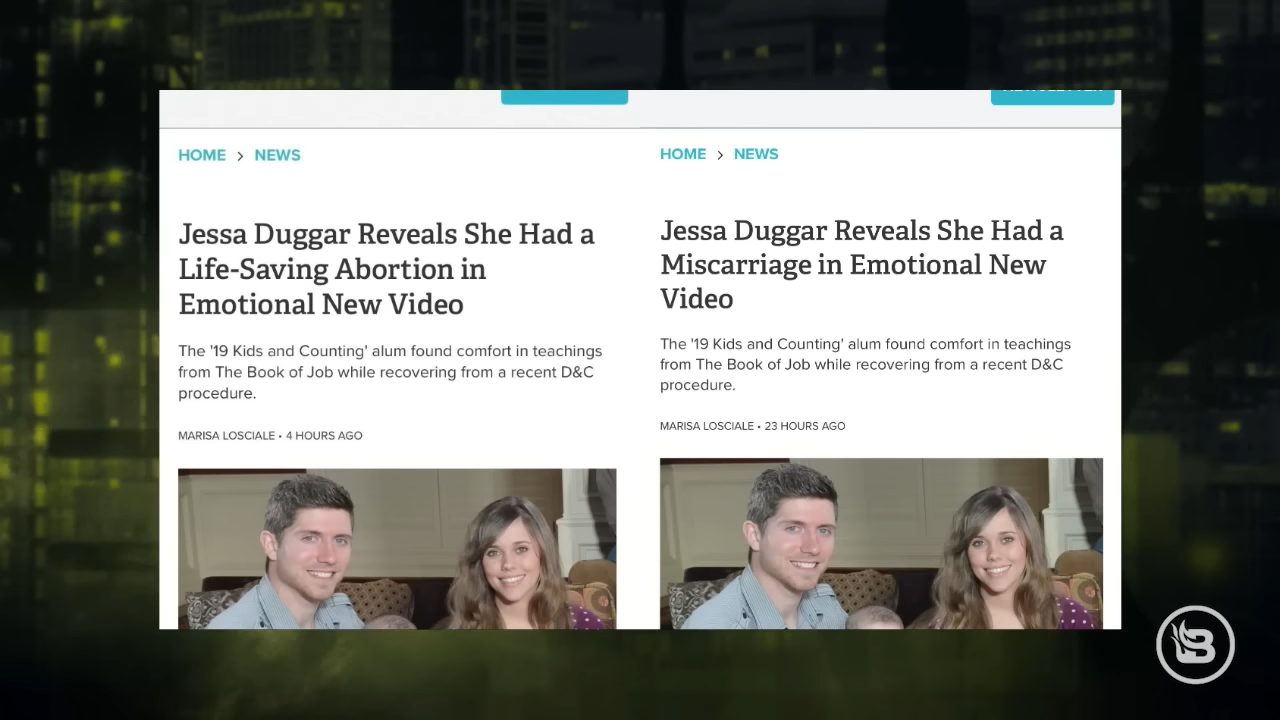 HOME > NEWS
Jessa Duggar Reveals She Had a
Life-Saving Abortion in
Emotional New Video
The '19 Kids and Counting' alum found comfort in teachings
from The Book of Job while recovering from a recent D&C
procedure.
MARISA LOSCIALE • 4 HOURS AGO
NEWSLETTER
HOME > NEWS
Jessa Duggar Reveals She Had a
Miscarriage in Emotional New
Video
The '19 Kids and Counting' alum found comfort in teachings
from The Book of Job while recovering from a recent D&C
procedure.
MARISA LOSCIALE • 23 HOURS AGO
B